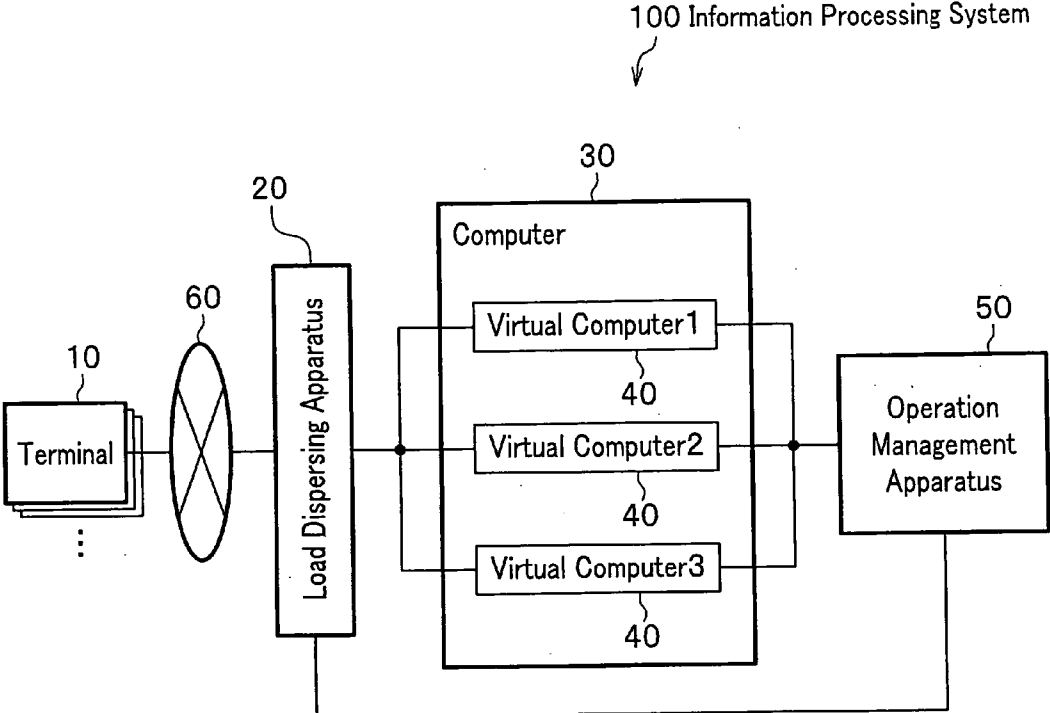 100 Information Processing System
30
20
Computer
60
Virtual Computer1
50
10
40
Operation
Management
Apparatus
Terminal
Load Dispersing Apparatus
Virtual Computer2
40
Virtual Computer3
40